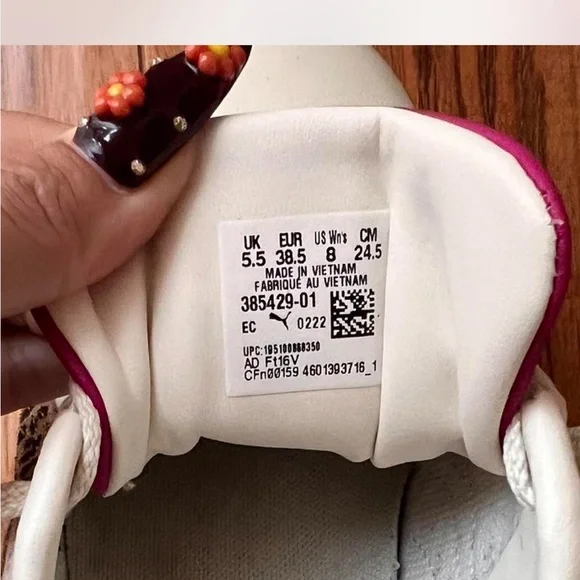 UK EUR US Wn's CM
5.5 38.5 8 24.5
MADE IN VIETNAM
FABRIQUÉ AU VIETNAM
385429-01
EC 0222
UPC:195100880350
AD Ft16V
CFn00159 4601393716_1